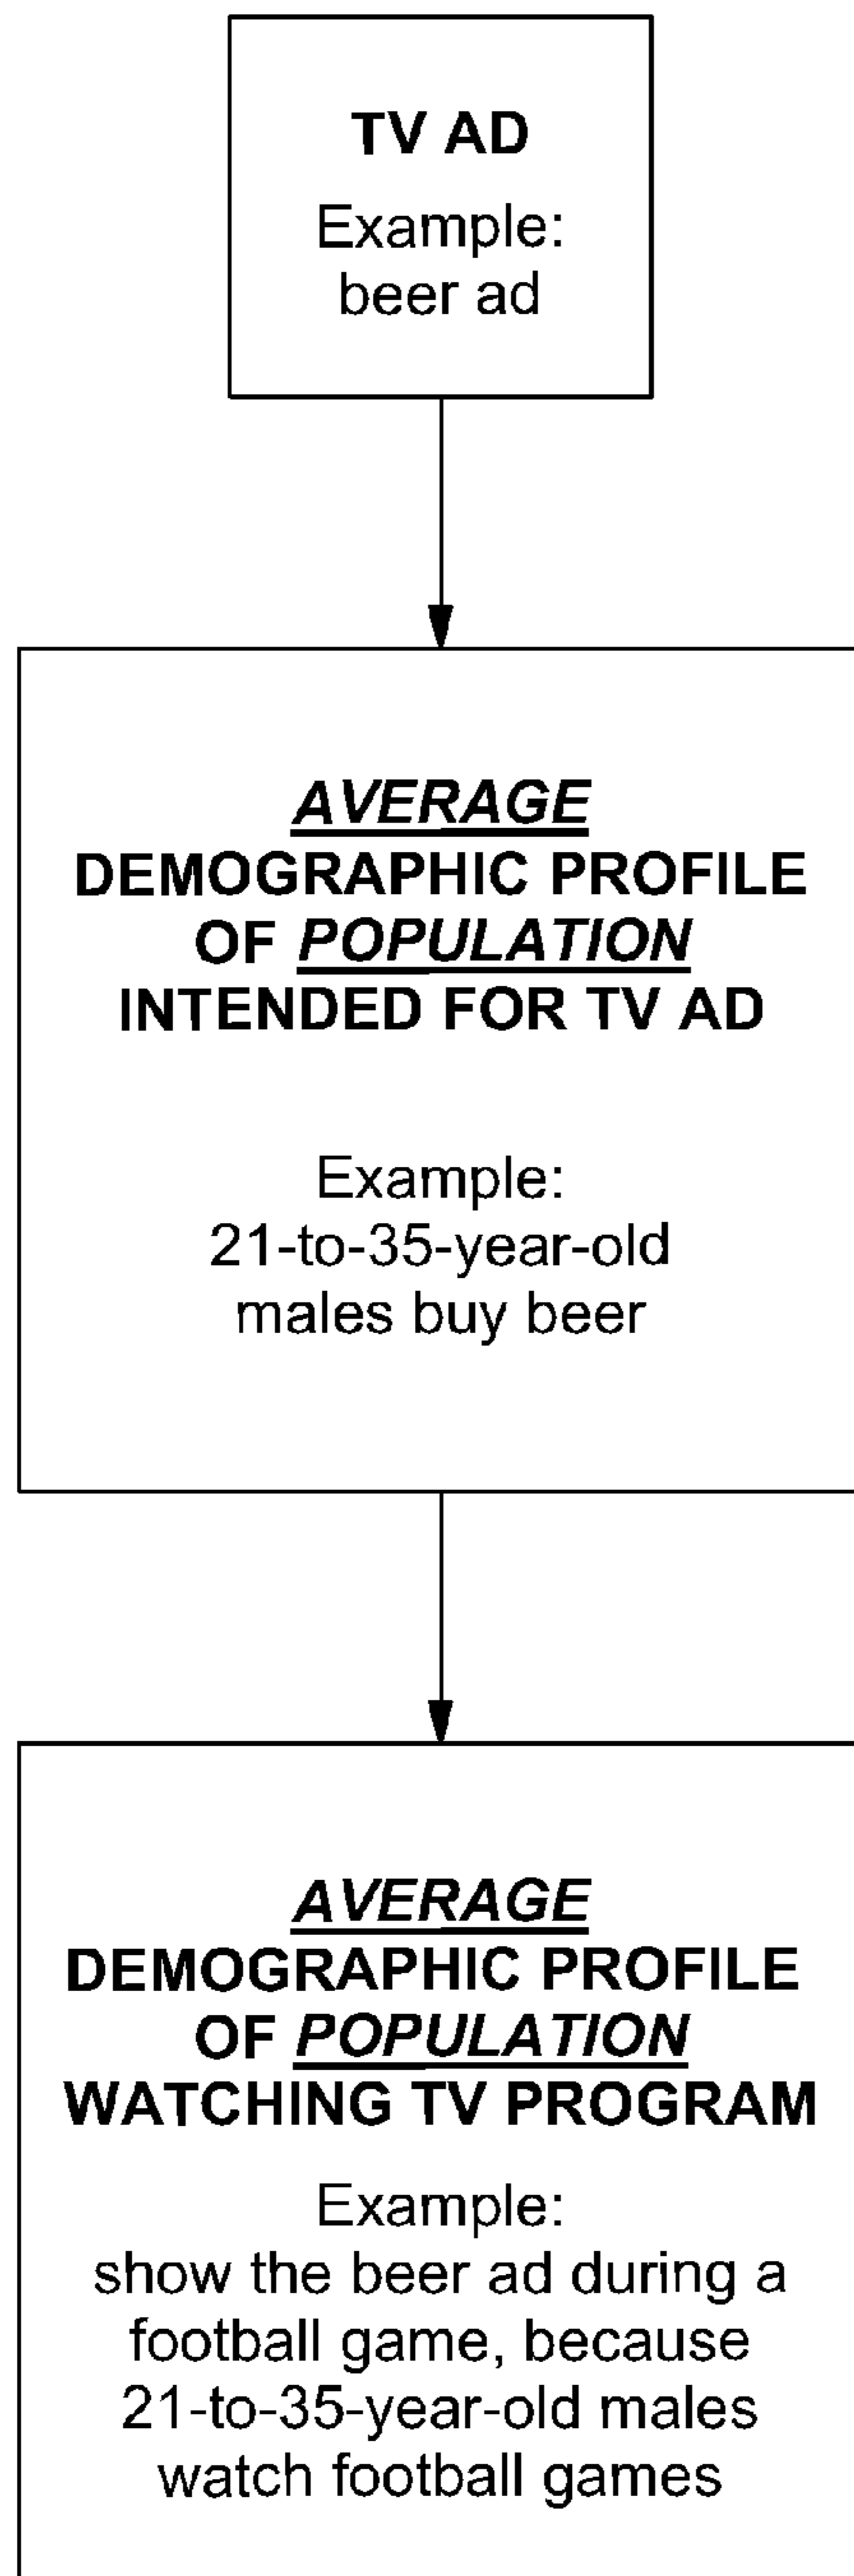 TV AD
Example:
beer ad
AVERAGE
DEMOGRAPHIC PROFILE
OF POPULATION
INTENDED FOR TV AD
Example:
21-to-35-year-old
males buy beer
AVERAGE
DEMOGRAPHIC PROFILE
OF POPULATION
WATCHING TV PROGRAM
Example:
show the beer ad during a
football game, because
21-to-35-year-old males
watch football games